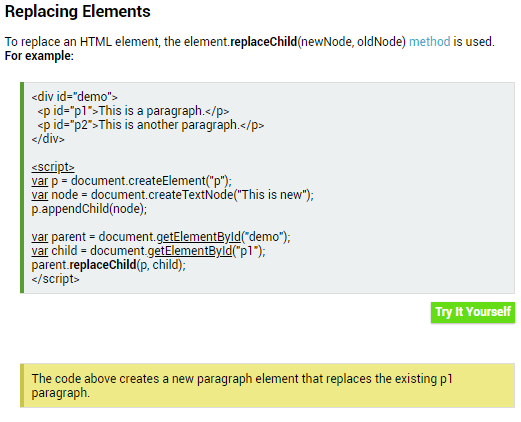 Replacing Elements
To replace an HTML element, the element.replaceChild(newNode, oldNode) method is used.
For example:
<div id="demo">
<p id="p1">This is a paragraph.</p>
<p id="p2">This is another paragraph.</p>
</div>
<script>
var p = document.createElement("p");
var node = document.createTextNode("This is new");
p.appendChild(node);
var parent = document.getElementById("demo");
var child = document.getElementById("p1");
parent.replaceChild(p, child);
</script>
Try It Yourself
The code above creates a new paragraph element that replaces the existing p1
paragraph.